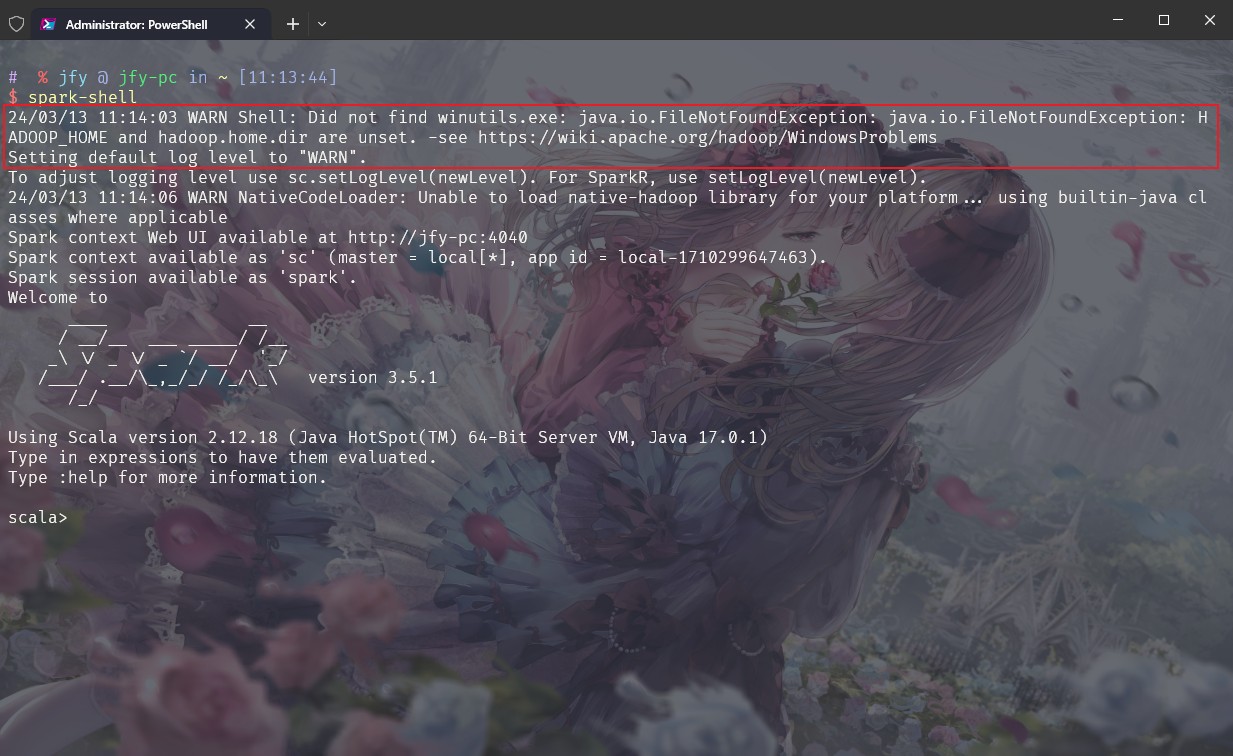 Administrator: PowerShell
# % jfy @ jfy-pc in ~ [11:13:44]
$ spark-shell
24/03/13 11:14:03 WARN Shell: Did not find winutils.exe: java.io.FileNotFoundException: java.io.FileNotFoundException: H
ADOOP_HOME and hadoop.home.dir are unset. -see https://wiki.apache.org/hadoop/WindowsProblems
Setting default log level to "WARN".
To adjust logging level use sc.setLogLevel(newLevel). For SparkR, use setLogLevel(newLevel).
24/03/13 11:14:06 WARN NativeCodeLoader: Unable to load native-hadoop library for your platform... using builtin-java cl
asses where applicable
Spark context Web UI available at http://jfy-pc:4040
Spark context available as 'sc' (master = local[*], app id = local-1710299647463).
Spark session available as 'spark'.
Welcome to
      ____              __
     / __/__  ___ _____/ /__
    _\ \/ _ \/ _ `/ __/  '_/
   /___/ .__/\_,_/_/ /_/\_\   version 3.5.1
      /_/
Using Scala version 2.12.18 (Java HotSpot(TM) 64-Bit Server VM, Java 17.0.1)
Type in expressions to have them evaluated.
Type :help for more information.
scala>